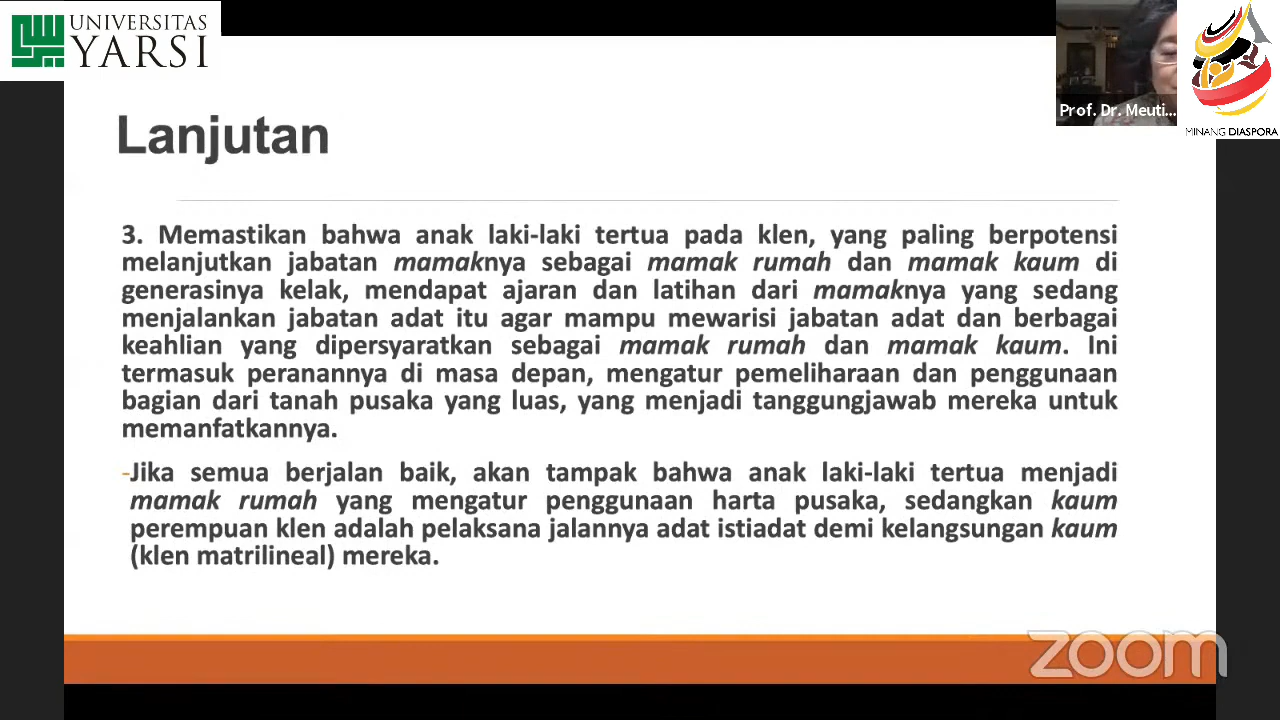 UNIVERSITAS
YARSI
Prof. Dr. Meuti...
MINANG DIASPORA
Lanjutan
3. Memastikan bahwa anak laki-laki tertua pada klen, yang paling berpotensi
melanjutkan jabatan mamaknya sebagai mamak rumah dan mamak kaum di
generasinya kelak, mendapat ajaran dan latihan dari mamaknya yang sedang
menjalankan jabatan adat itu agar mampu mewarisi jabatan adat dan berbagai
keahlian yang dipersyaratkan sebagai mamak rumah dan mamak kaum. Ini
termasuk peranannya di masa depan, mengatur pemeliharaan dan penggunaan
bagian dari tanah pusaka yang luas, yang menjadi tanggungjawab mereka untuk
memanfatkannya.
-Jika semua berjalan baik, akan tampak bahwa anak laki-laki tertua menjadi
mamak rumah yang mengatur penggunaan harta pusaka, sedangkan kaum
perempuan klen adalah pelaksana jalannya adat istiadat demi kelangsungan kaum
(klen matrilineal) mereka.
zoom